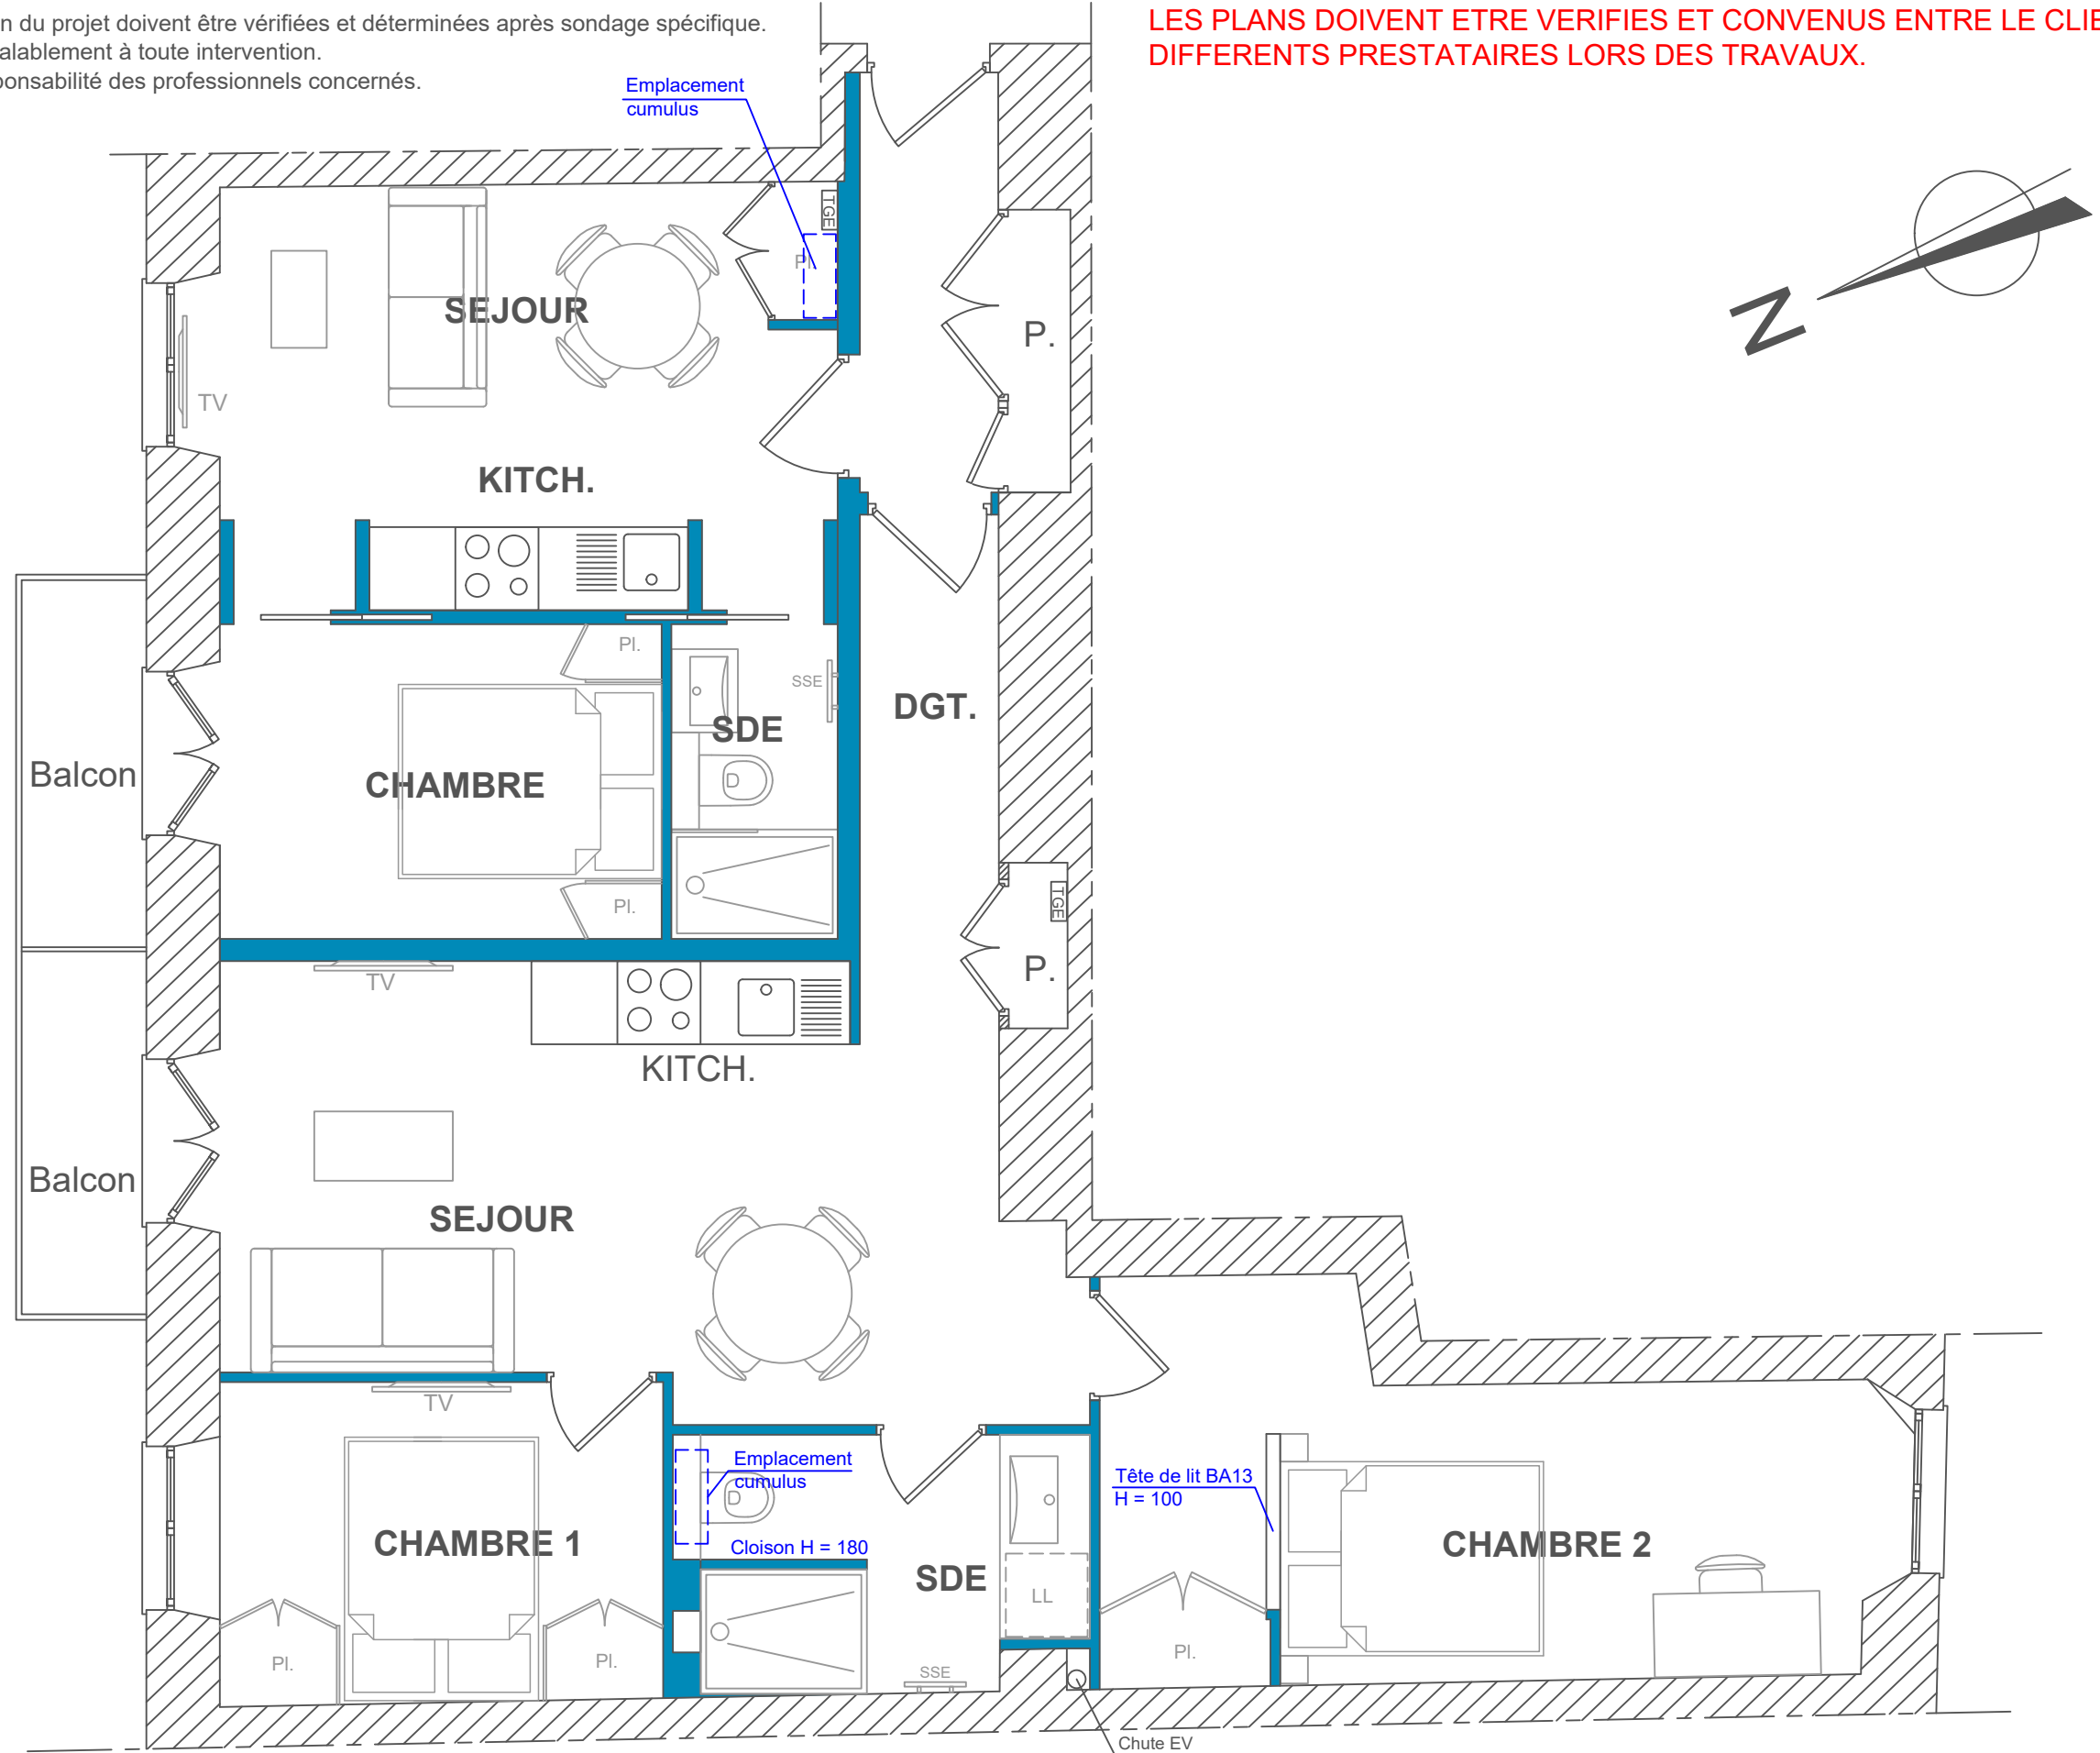 n du projet doivent être vérifiées et déterminées après sondage spécifique.
alablement à toute intervention.
ponsabilité des professionnels concernés.
LES PLANS DOIVENT ETRE VERIFIES ET CONVENUS ENTRE LE CLIE
DIFFERENTS PRESTATAIRES LORS DES TRAVAUX.
Emplacement
cumulus
TGE
Pl.
N
SEJOUR
P.
TV
KITCH.
Pl.
SSE
DGT.
SDE
Balcon
CHAMBRE
Pl.
TGE
P.
TV
KITCH.
Balcon
SEJOUR
TV
Emplacement
cumulus
Tête de lit BA13
H = 100
CHAMBRE 1
Cloison H = 180
CHAMBRE 2
SDE
LL
Pl.
Pl.
Pl.
SSE
Chute EV